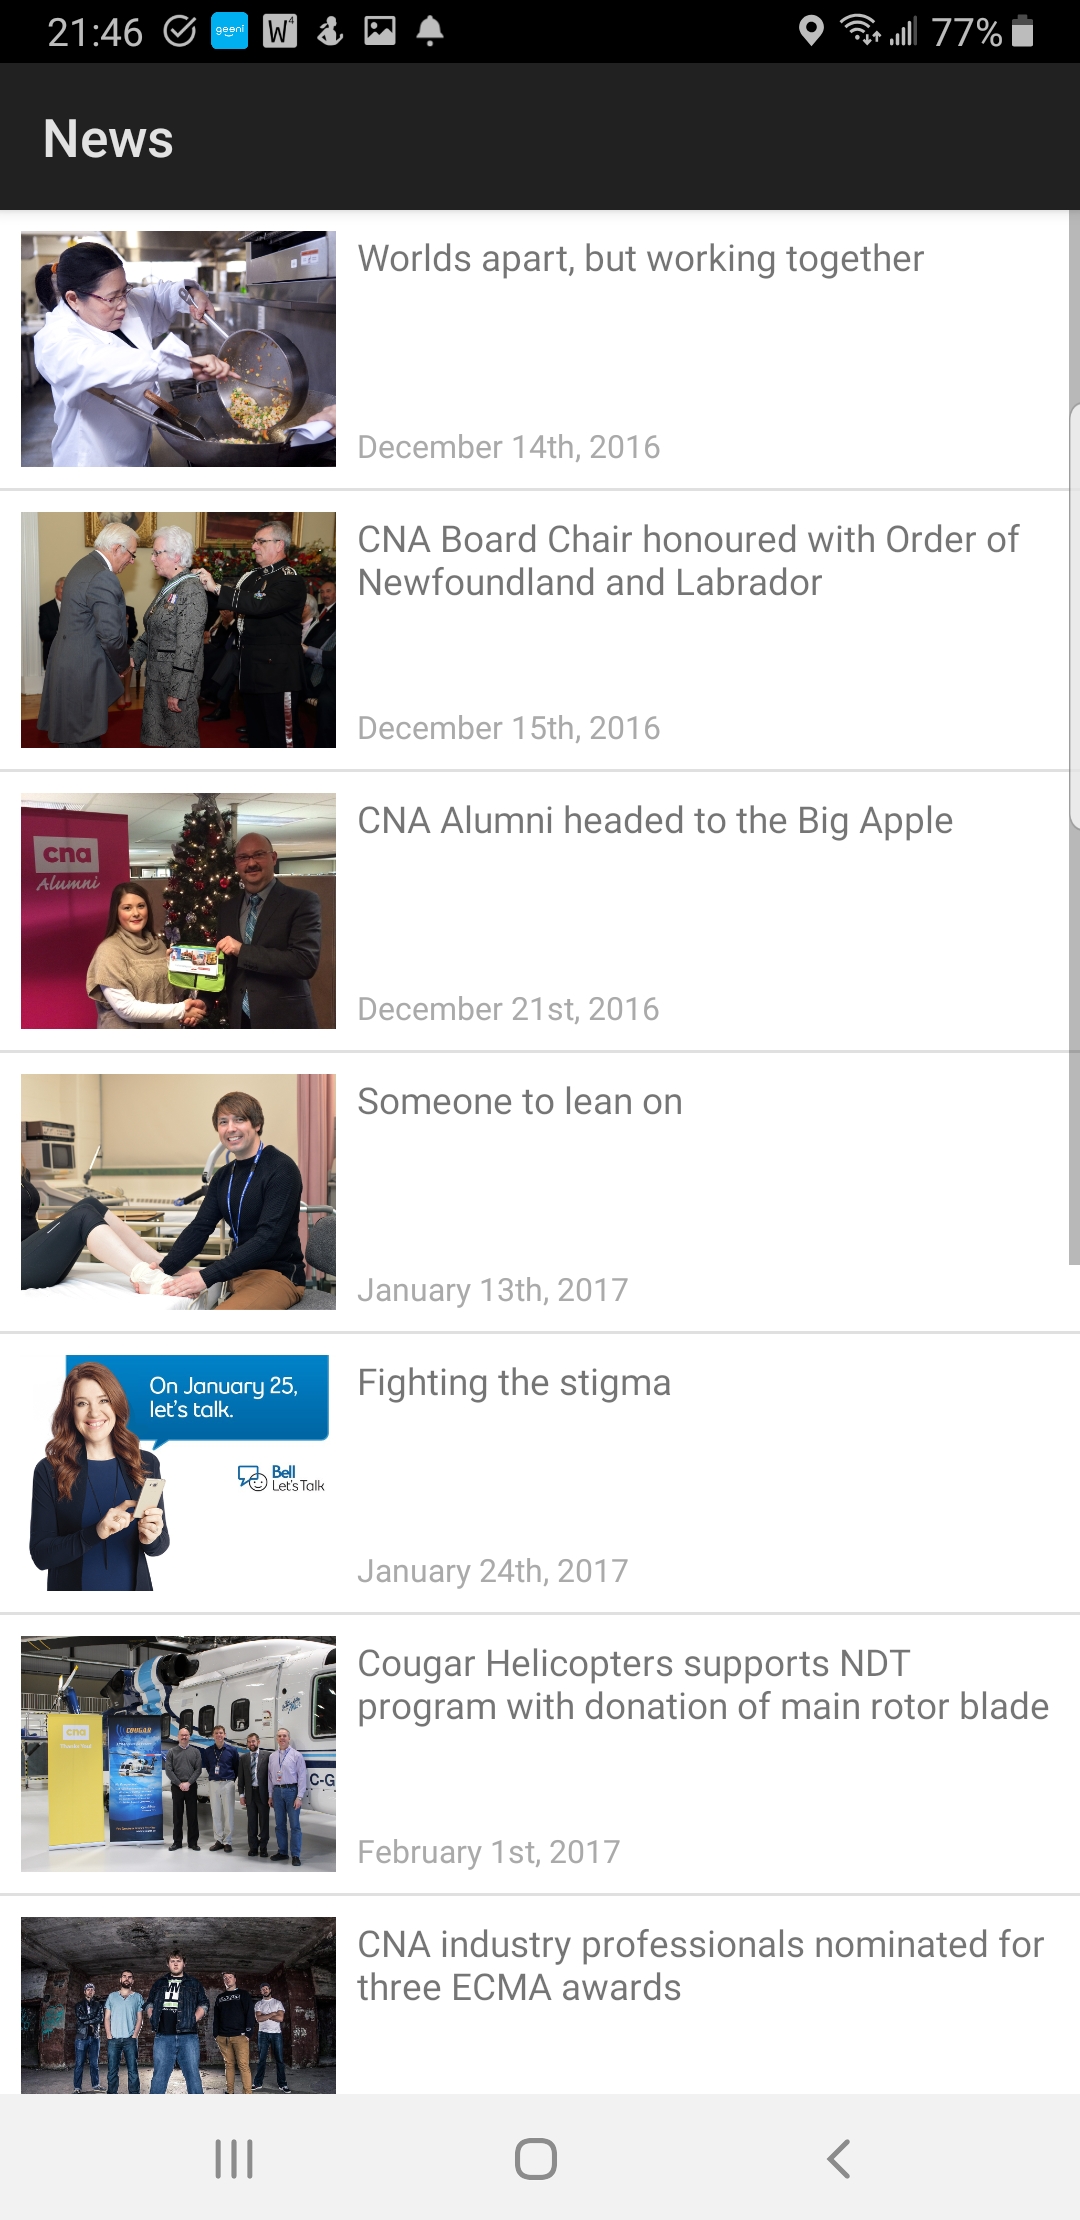 21:46 geeni W4 77%
News
Worlds apart, but working together
December 14th, 2016
CNA Board Chair honoured with Order of
Newfoundland and Labrador
December 15th, 2016
cna
Alumni
CNA Alumni headed to the Big Apple
December 21st, 2016
Someone to lean on
January 13th, 2017
On January 25,
let's talk.
Bell
Let's Talk
Fighting the stigma
January 24th, 2017
cna
Thank You!
COUGAR
C-G
Cougar Helicopters supports NDT
program with donation of main rotor blade
February 1st, 2017
CNA industry professionals nominated for
three ECMA awards